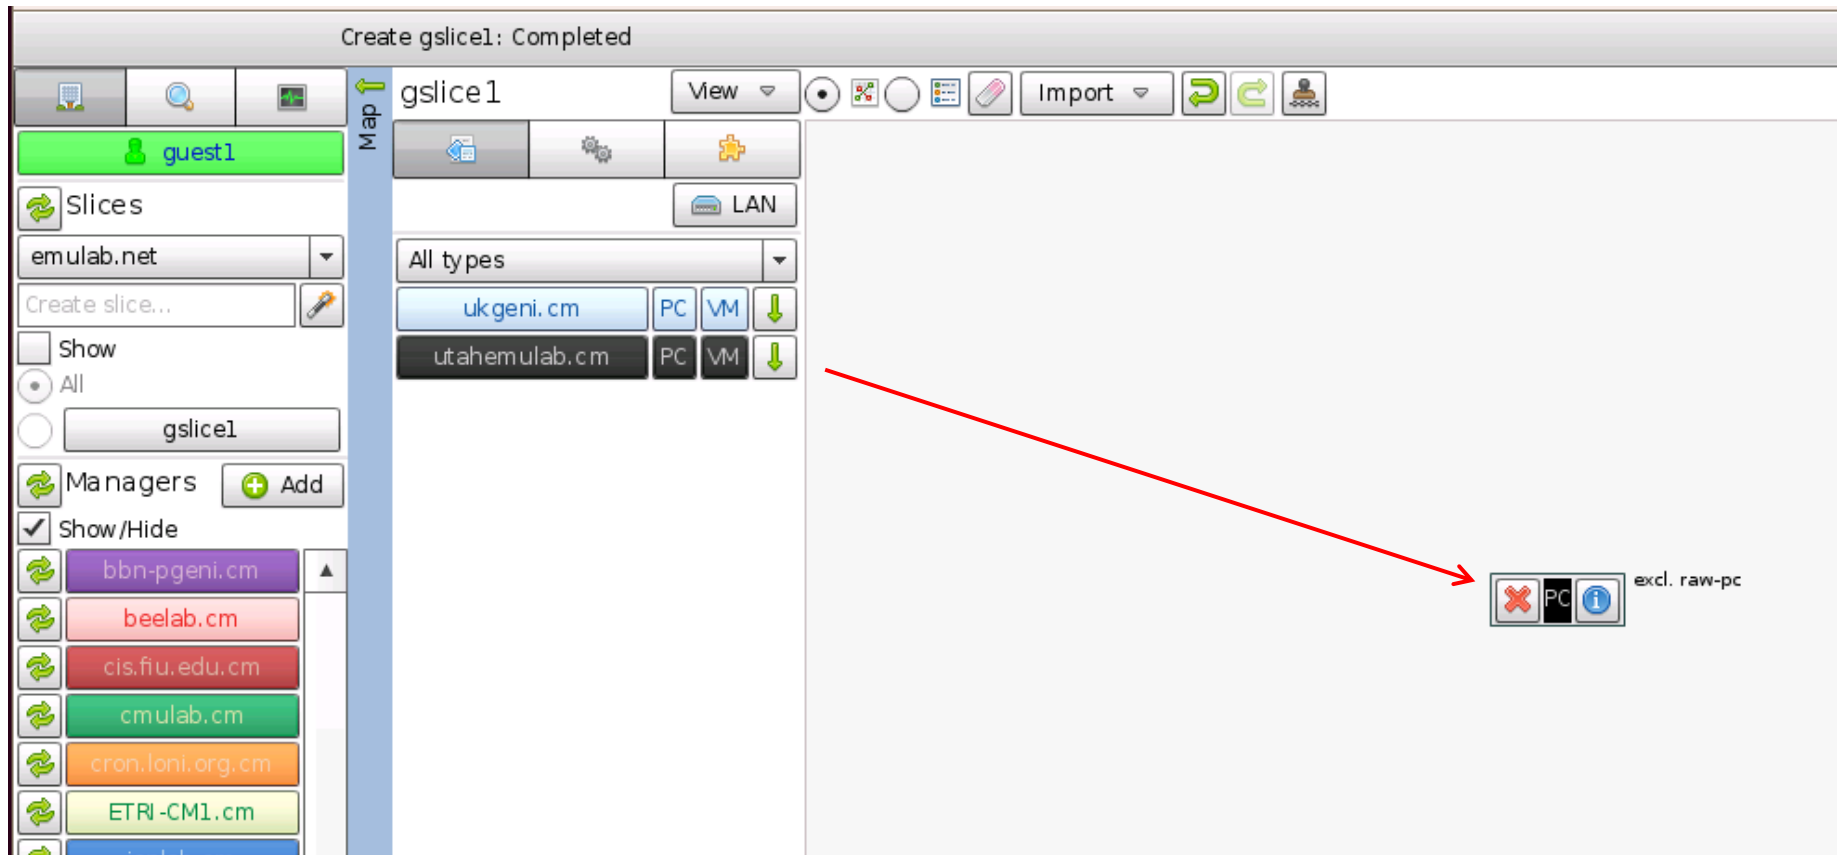 Create gslice1: Completed
guest1
Slices
emulab.net
Create slice...
Show
All
gslice1
Managers
Add
Show/Hide
bbn-pgeni.cm
beelab.cm
cis.fiu.edu.cm
cmulab.cm
cron.loni.org.cm
ETRI-CM1.cm
Map
gslice1
View
Import
LAN
All types
ukgeni.cm PC VM
utahemulab.cm PC VM
PC
excl. raw-pc